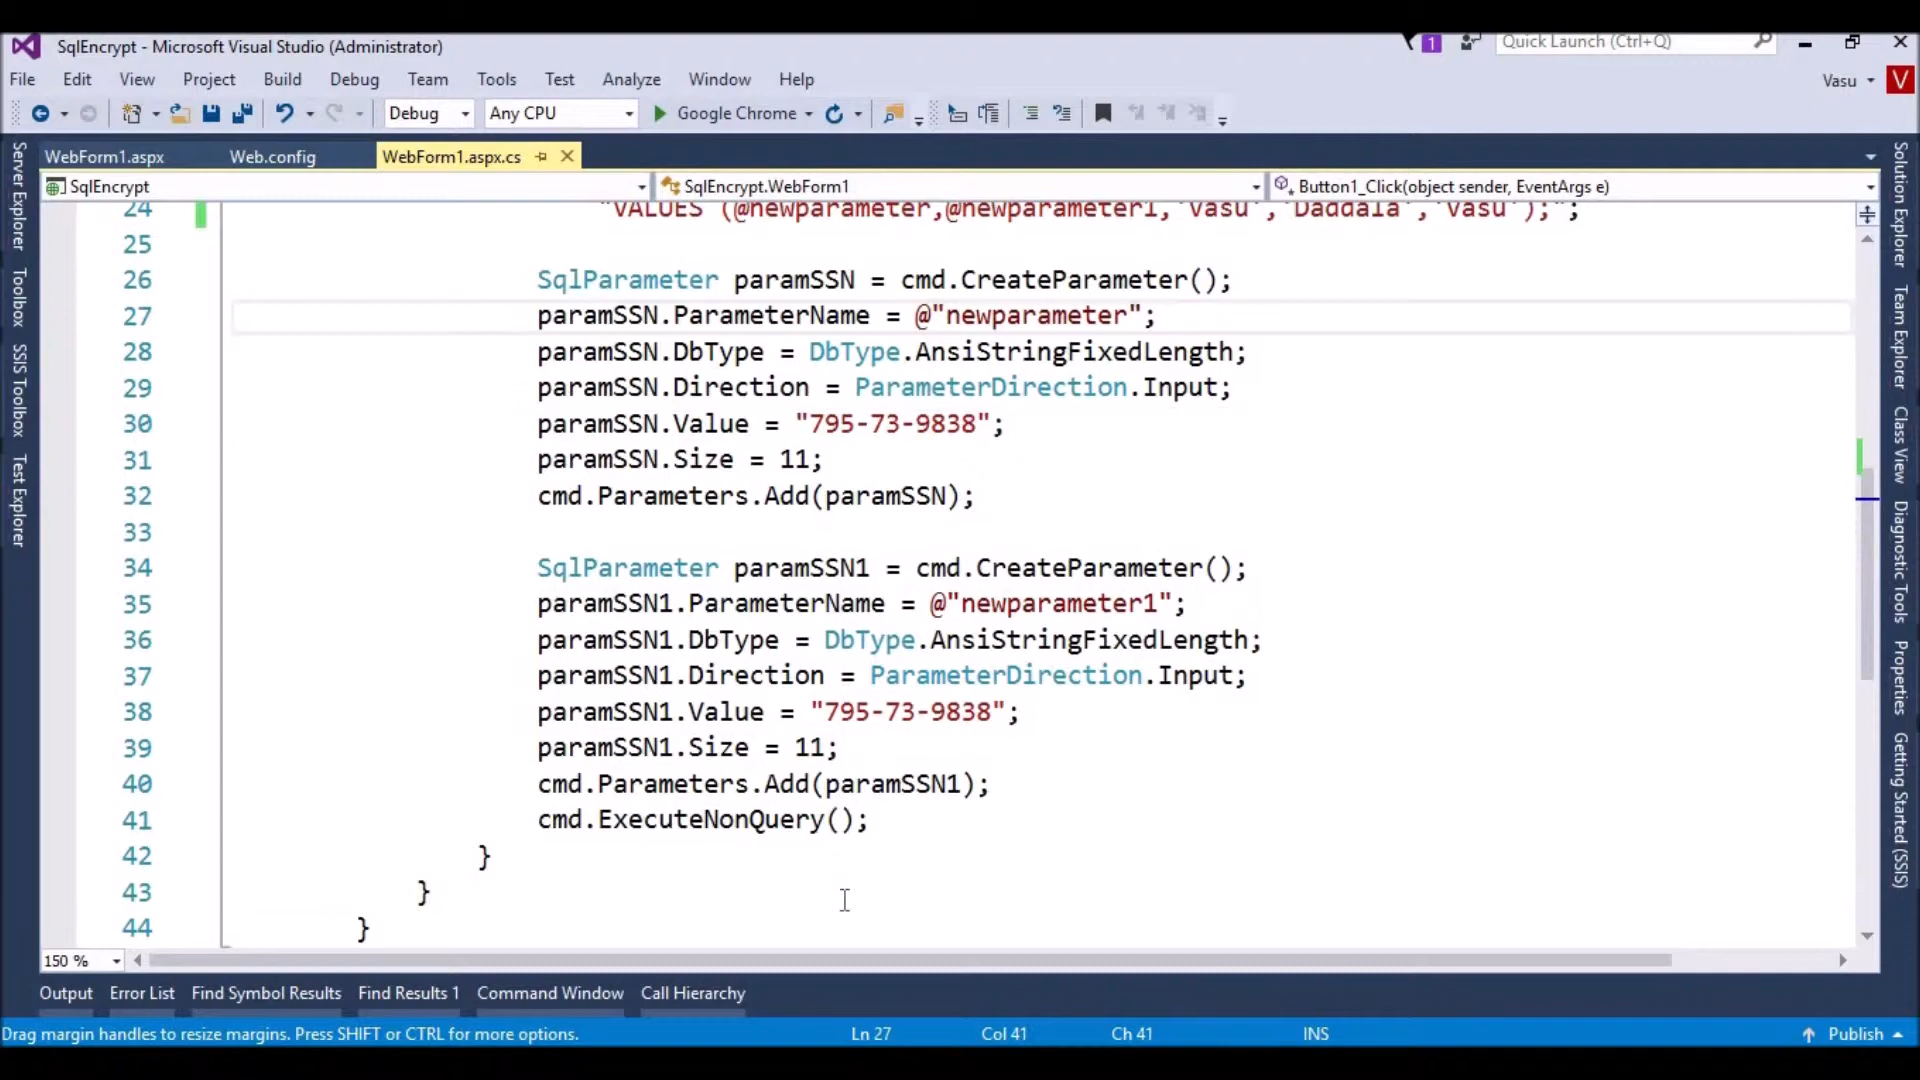 SqlEncrypt - Microsoft Visual Studio (Administrator)
1
Quick Launch (Ctrl+Q)
File Edit View Project Build Debug Team Tools Test Analyze Window Help
Vasu
V
Debug Any CPU Google Chrome
WebForm1.aspx Web.config WebForm1.aspx.cs
SqlEncrypt SqlEncrypt.WebForm1 Button1_Click(object sender, EventArgs e)
24 "VALUES (@newparameter,@newparameter1,'Vasu','Daddala','Vasu');";
25
26 SqlParameter paramSSN = cmd.CreateParameter();
27 paramSSN.ParameterName = @"newparameter";
28 paramSSN.DbType = DbType.AnsiStringFixedLength;
29 paramSSN.Direction = ParameterDirection.Input;
30 paramSSN.Value = "795-73-9838";
31 paramSSN.Size = 11;
32 cmd.Parameters.Add(paramSSN);
33
34 SqlParameter paramSSN1 = cmd.CreateParameter();
35 paramSSN1.ParameterName = @"newparameter1";
36 paramSSN1.DbType = DbType.AnsiStringFixedLength;
37 paramSSN1.Direction = ParameterDirection.Input;
38 paramSSN1.Value = "795-73-9838";
39 paramSSN1.Size = 11;
40 cmd.Parameters.Add(paramSSN1);
41 cmd.ExecuteNonQuery();
42 }
43 }
44 }
150 %
Server Explorer
Toolbox
SSIS Toolbox
Test Explorer
Solution Explorer
Team Explorer
Class View
Diagnostic Tools
Properties
Getting Started (SSIS)
Output Error List Find Symbol Results Find Results 1 Command Window Call Hierarchy
Drag margin handles to resize margins. Press SHIFT or CTRL for more options. Ln 27 Col 41 Ch 41 INS Publish